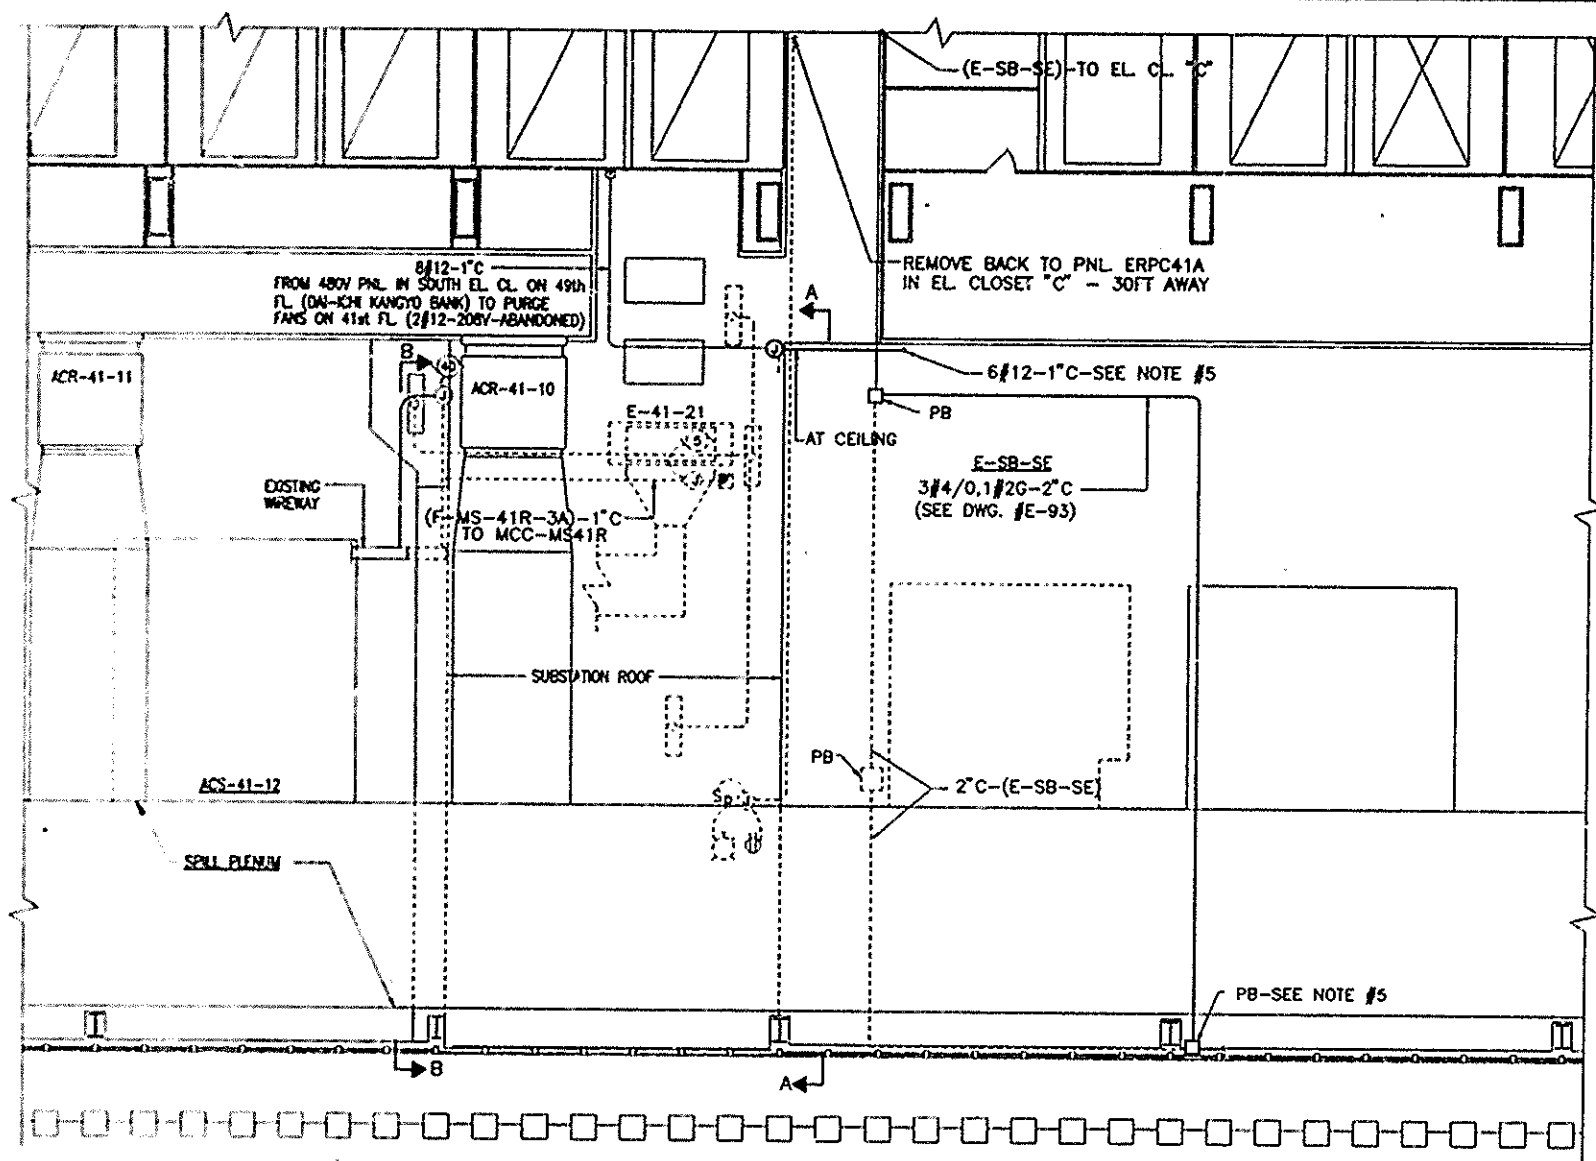 (E-SB-SE)-TO EL. CL. "C"
8#12-1"C
FROM 480V PNL. IN SOUTH EL. CL. ON 49th
FL. (DAI-ICHI KANGYO BANK) TO PURGE
FANS ON 41st FL. (2#12-208V-ABANDONED)
REMOVE BACK TO PNL. ERPC41A
IN EL. CLOSET "C" - 30FT AWAY
A
ACR-41-11
B
J
ACR-41-10
J
6#12-1"C-SEE NOTE #5
PB
E-41-21
AT CEILING
E-SB-SE
3#4/0,1#2G-2"C
(SEE DWG. #E-93)
EXISTING
WIREWAY
(F-MS-41R-3A)-1"C
TO MCC-MS41R
SUBSTATION ROOF
PB
ACS-41-12
2"C-(E-SB-SE)
SPILL PLENUM
PB-SEE NOTE #5
B
A